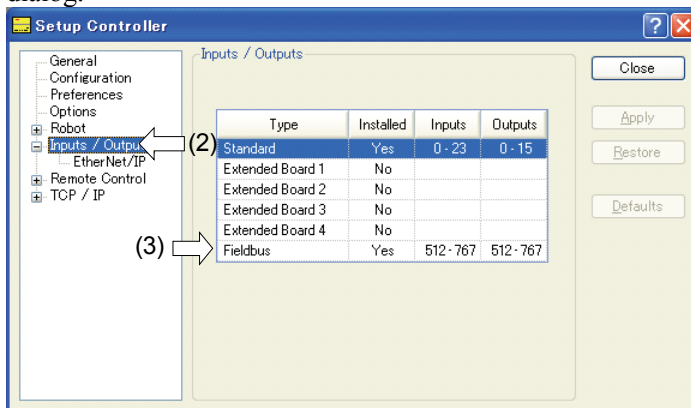 dialog.
Setup Controller
General
Configuration
Preferences
Options
Robot
Inputs / Outpu
EtherNet/IP
Remote Control
TCP / IP
(2)
(3)
Inputs / Outputs
Type Installed Inputs Outputs
Standard Yes 0 - 23 0 - 15
Extended Board 1 No
Extended Board 2 No
Extended Board 3 No
Extended Board 4 No
Fieldbus Yes 512 - 767 512 - 767
Close
Apply
Restore
Defaults